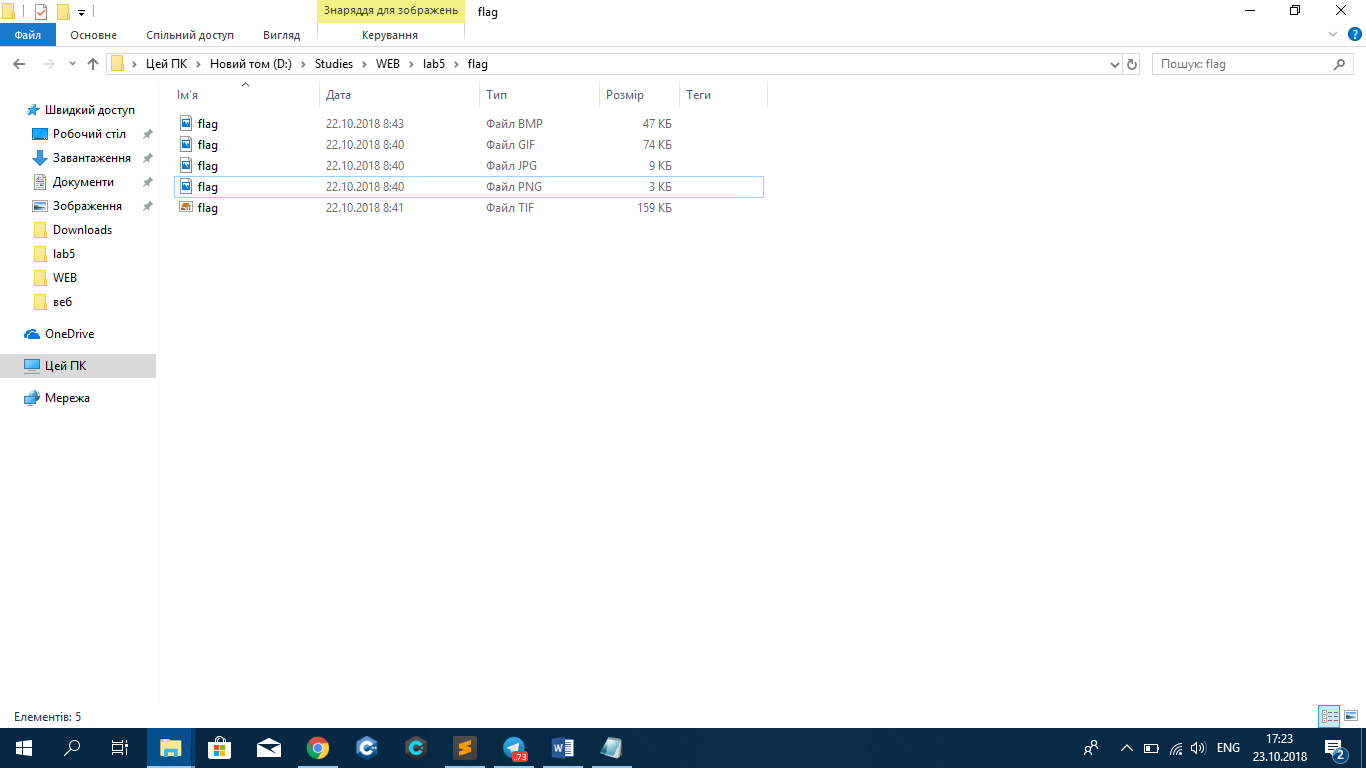 Знаряддя для зображень flag
Файл Основне Спільний доступ Вигляд Керування
Цей ПК Новий том (D:) Studies WEB lab5 flag Пошук: flag
Ім'я Дата Тип Розмір Теги
flag 22.10.2018 8:43 Файл BMP 47 КБ
flag 22.10.2018 8:40 Файл GIF 74 КБ
flag 22.10.2018 8:40 Файл JPG 9 КБ
flag 22.10.2018 8:40 Файл PNG 3 КБ
flag 22.10.2018 8:41 Файл TIF 159 КБ
Швидкий доступ
Робочий стіл
Завантаження
Документи
Зображення
Downloads
lab5
WEB
веб
OneDrive
Цей ПК
Мережа
Елементів: 5
.73
ENG
17:23
23.10.2018
2